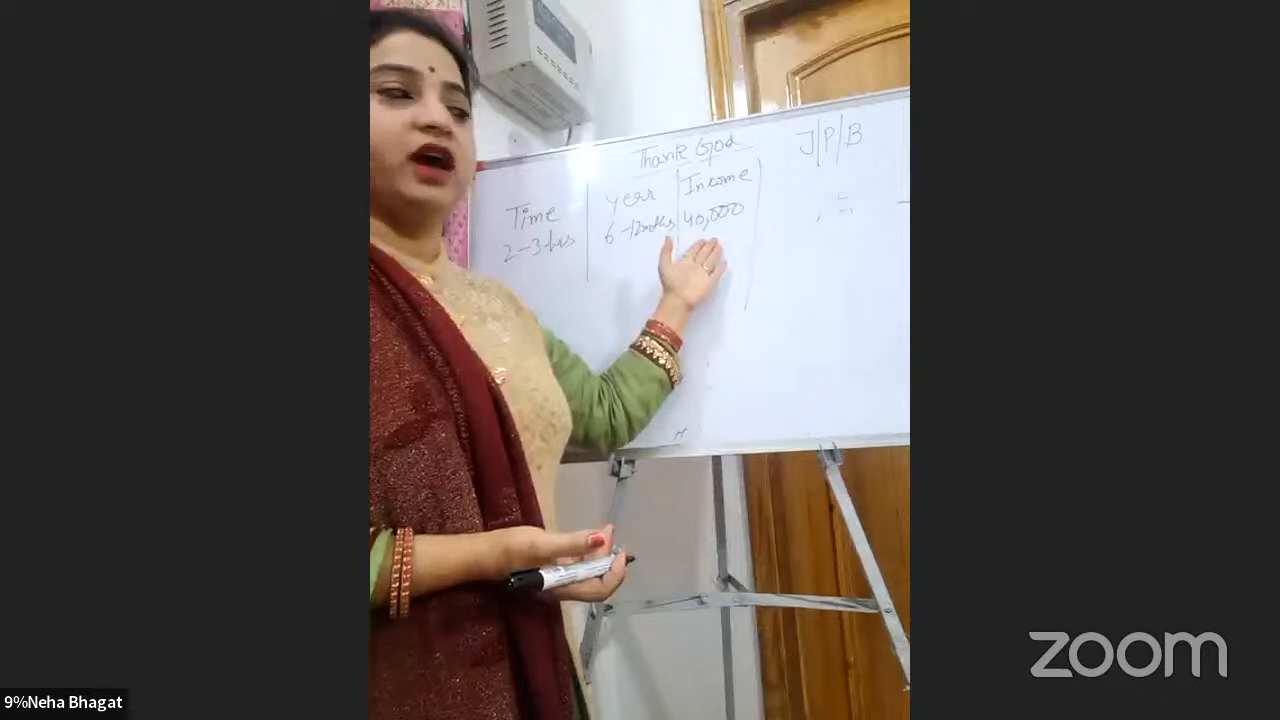 Thank God
J|P|B
Time
year
Income
2-3 hrs
6-12mths
40,000
zoom
9%Neha Bhagat